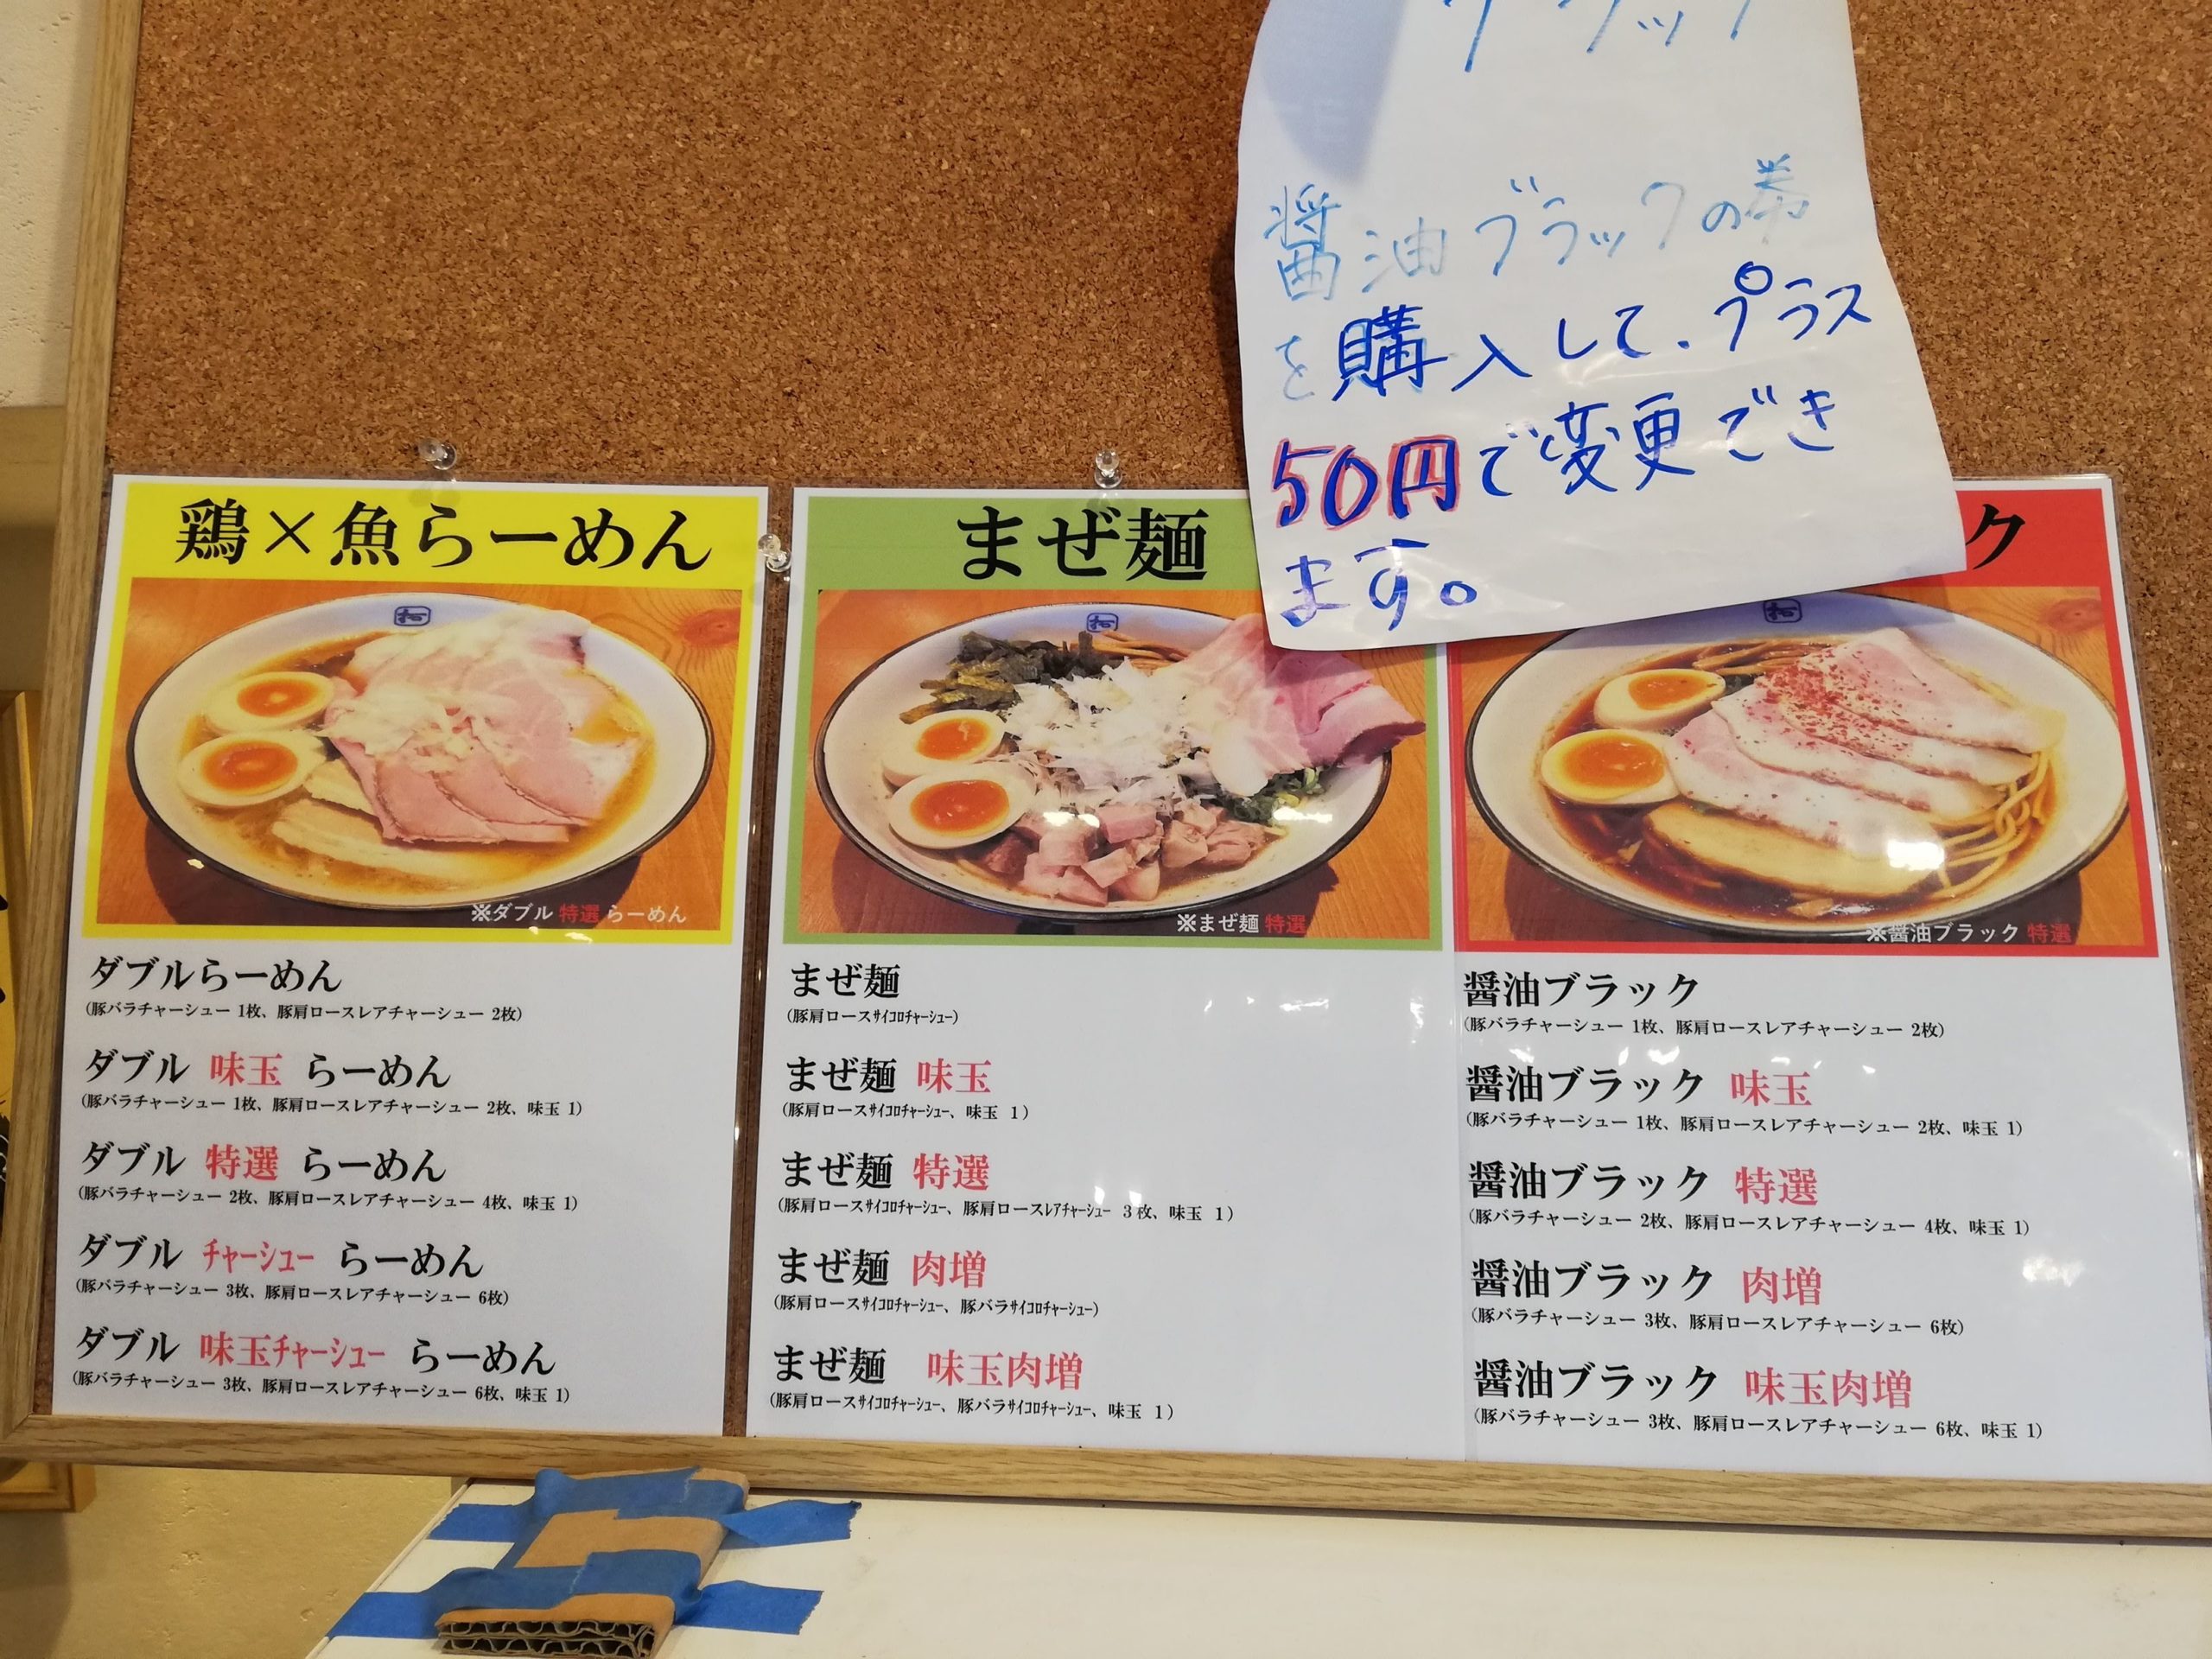 醤油ブラックの券
を購入して、プラス
50円で変更でき
ます。
鶏×魚らーめん
※ダブル 特選 らーめん
ダブルらーめん
(豚バラチャーシュー 1枚、豚肩ロースレアチャーシュー 2枚)
ダブル 味玉 らーめん
(豚バラチャーシュー 1枚、豚肩ロースレアチャーシュー 2枚、味玉 1)
ダブル 特選 らーめん
(豚バラチャーシュー 2枚、豚肩ロースレアチャーシュー 4枚、味玉 1)
ダブル チャーシュー らーめん
(豚バラチャーシュー 3枚、豚肩ロースレアチャーシュー 6枚)
ダブル 味玉チャーシュー らーめん
(豚バラチャーシュー 3枚、豚肩ロースレアチャーシュー 6枚、味玉 1)
まぜ麺
※まぜ麺 特選
まぜ麺
(豚肩ロースサイコロチャーシュー)
まぜ麺 味玉
(豚肩ロースサイコロチャーシュー、味玉 1)
まぜ麺 特選
(豚肩ロースサイコロチャーシュー、豚肩ロースレアチャーシュー 3枚、味玉 1)
まぜ麺 肉増
(豚肩ロースサイコロチャーシュー、豚バラサイコロチャーシュー)
まぜ麺 味玉肉増
(豚肩ロースサイコロチャーシュー、豚バラサイコロチャーシュー、味玉 1)
ク
※醤油ブラック 特選
醤油ブラック
(豚バラチャーシュー 1枚、豚肩ロースレアチャーシュー 2枚)
醤油ブラック 味玉
(豚バラチャーシュー 1枚、豚肩ロースレアチャーシュー 2枚、味玉 1)
醤油ブラック 特選
(豚バラチャーシュー 2枚、豚肩ロースレアチャーシュー 4枚、味玉 1)
醤油ブラック 肉増
(豚バラチャーシュー 3枚、豚肩ロースレアチャーシュー 6枚)
醤油ブラック 味玉肉増
(豚バラチャーシュー 3枚、豚肩ロースレアチャーシュー 6枚、味玉 1)